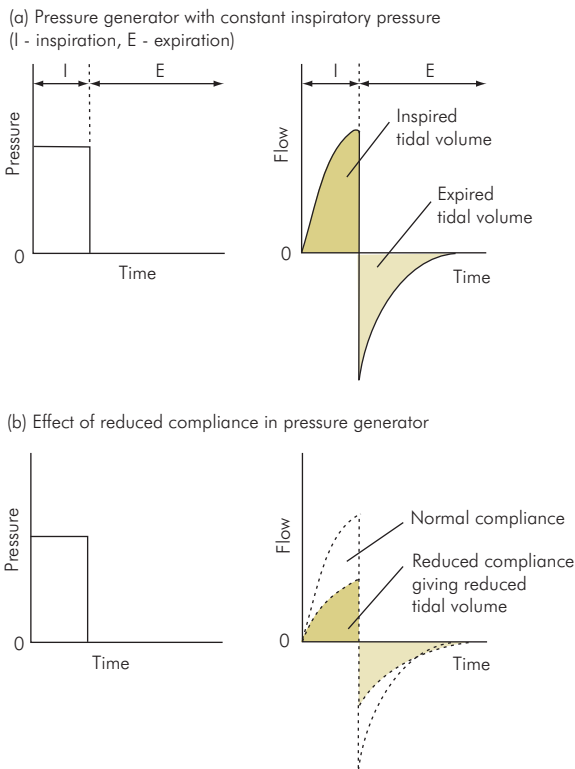 (a) Pressure generator with constant inspiratory pressure
(I - inspiration, E - expiration)
I
E
Pressure
0
Time
I
E
Flow
Inspired
tidal volume
Expired
tidal volume
0
Time
(b) Effect of reduced compliance in pressure generator
Pressure
0
Time
Flow
Normal compliance
Reduced compliance
giving reduced
tidal volume
0
Time